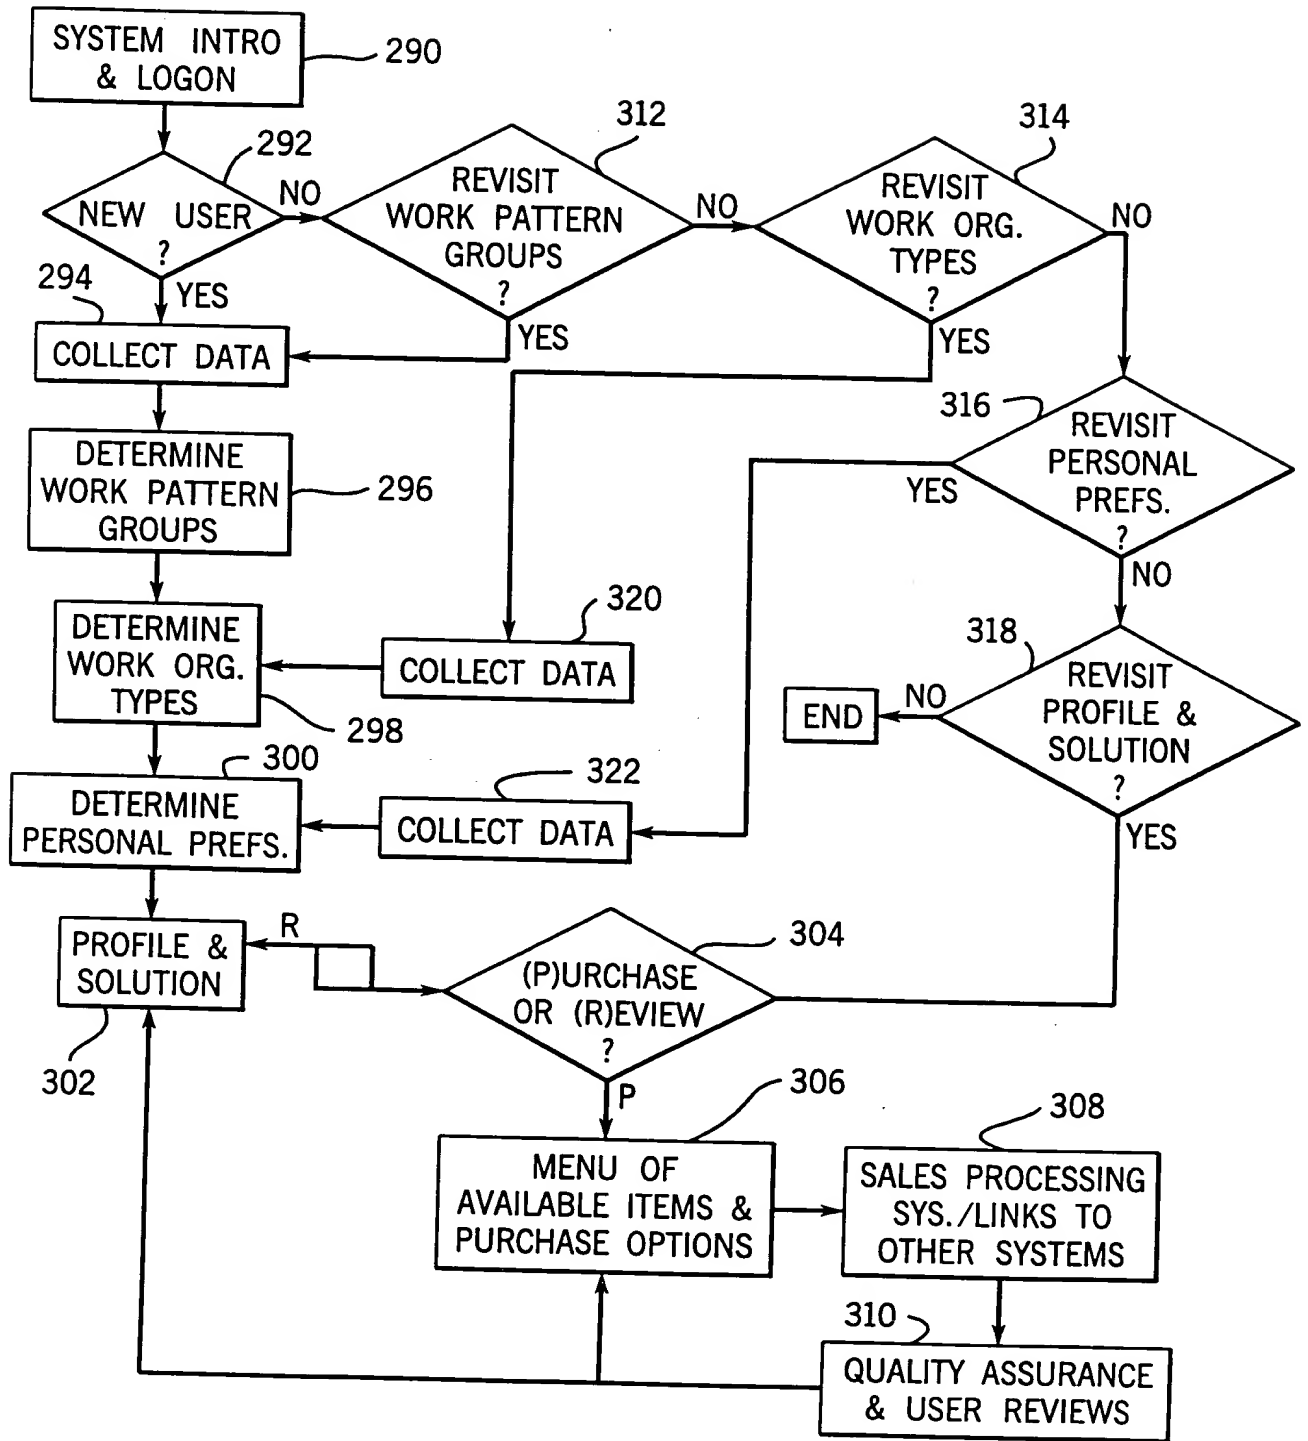 SYSTEM INTRO
& LOGON
290
292
NEW USER
?
NO
YES
312
REVISIT
WORK PATTERN
GROUPS
?
NO
YES
314
REVISIT
WORK ORG.
TYPES
?
NO
YES
294
COLLECT DATA
DETERMINE
WORK PATTERN
GROUPS
296
316
REVISIT
PERSONAL
PREFS.
?
YES
NO
DETERMINE
WORK ORG.
TYPES
298
320
COLLECT DATA
318
REVISIT
PROFILE &
SOLUTION
?
NO
END
YES
300
DETERMINE
PERSONAL PREFS.
322
COLLECT DATA
PROFILE &
SOLUTION
302
R
304
(P)URCHASE
OR (R)EVIEW
?
P
306
MENU OF
AVAILABLE ITEMS &
PURCHASE OPTIONS
308
SALES PROCESSING
SYS./LINKS TO
OTHER SYSTEMS
310
QUALITY ASSURANCE
& USER REVIEWS